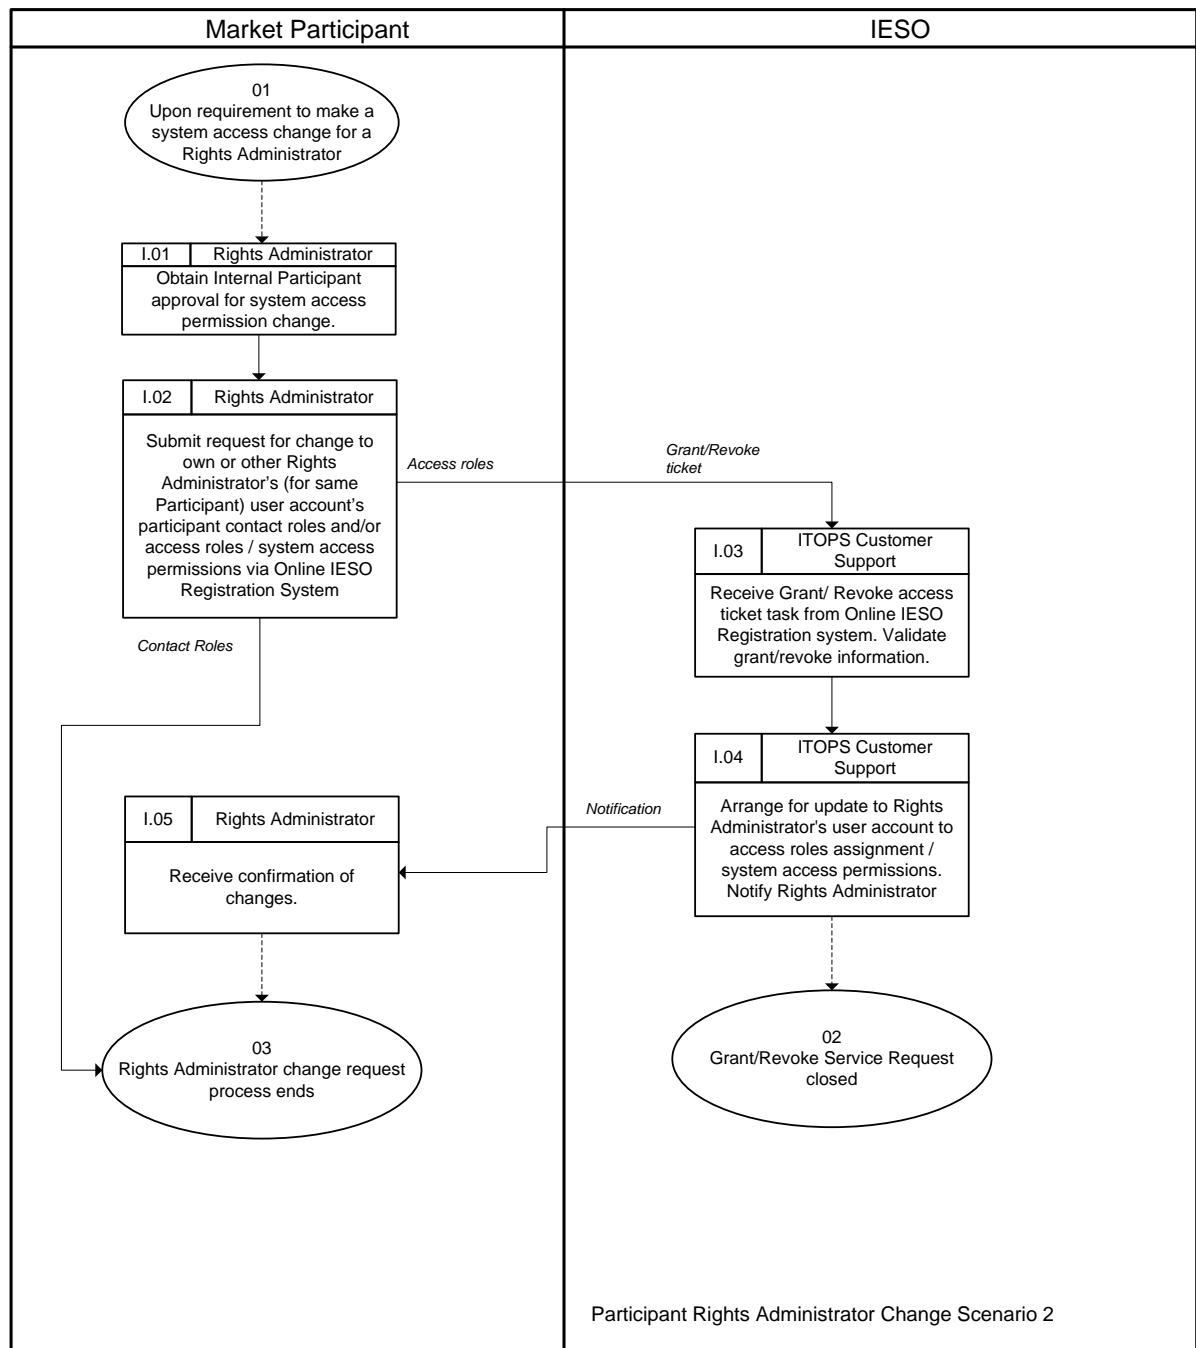 Market Participant
IESO
01
Upon requirement to make a
system access change for a
Rights Administrator
I.01
Rights Administrator
Obtain Internal Participant
approval for system access
permission change.
I.02
Rights Administrator
Submit request for change to
own or other Rights
Administrator's (for same
Participant) user account's
participant contact roles and/or
access roles / system access
permissions via Online IESO
Registration System
Access roles
Grant/Revoke
ticket
I.03
ITOPS Customer
Support
Receive Grant/ Revoke access
ticket task from Online IESO
Registration system. Validate
grant/revoke information.
Contact Roles
I.04
ITOPS Customer
Support
Arrange for update to Rights
Administrator's user account to
access roles assignment /
system access permissions.
Notify Rights Administrator
Notification
I.05
Rights Administrator
Receive confirmation of
changes.
03
Rights Administrator change request
process ends
02
Grant/Revoke Service Request
closed
Participant Rights Administrator Change Scenario 2